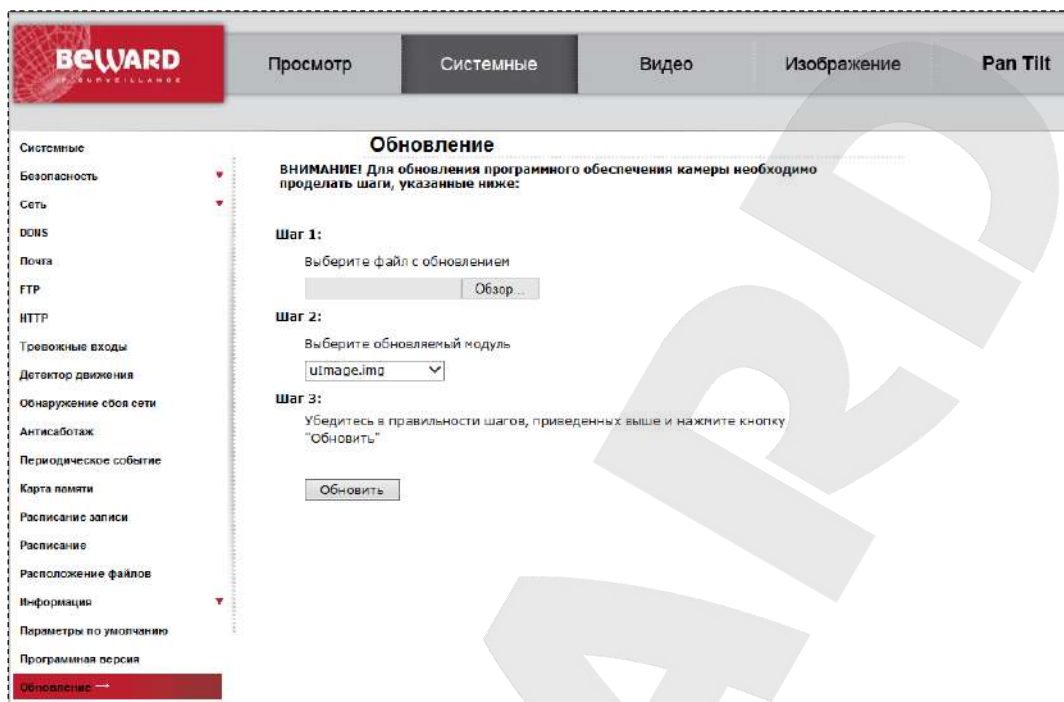 BEWARD
IP SURVEILLANCE
Просмотр
Системные
Видео
Изображение
Pan Tilt
Системные
Безопасность
Сеть
DDNS
Почта
FTP
HTTP
Тревожные входы
Детектор движения
Обнаружение сбоя сети
Антисаботаж
Периодическое событие
Карта памяти
Расписание записи
Расписание
Расположение файлов
Информация
Параметры по умолчанию
Программная версия
Обновление →
Обновление
ВНИМАНИЕ! Для обновления программного обеспечения камеры необходимо
проделать шаги, указанные ниже:
Шаг 1:
Выберите файл с обновлением
Обзор...
Шаг 2:
Выберите обновляемый модуль
uImage.img
Шаг 3:
Убедитесь в правильности шагов, приведенных выше и нажмите кнопку
"Обновить"
Обновить
ARD